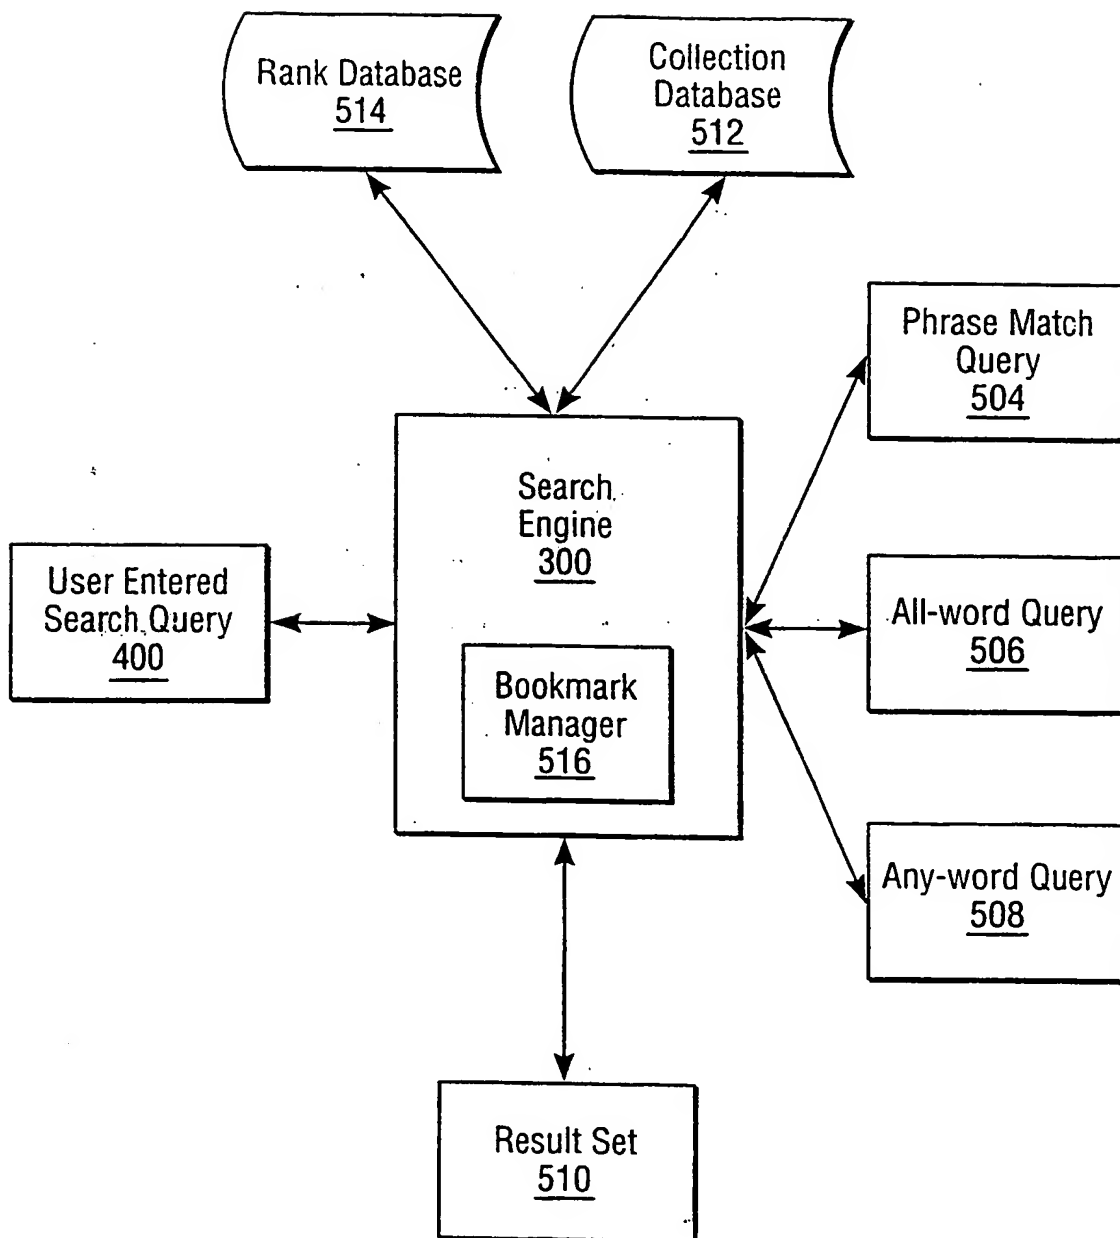 Rank Database
514
Collection
Database
512
Phrase Match
Query
504
Search
Engine
300
User Entered
Search Query
400
All-word Query
506
Bookmark
Manager
516
Any-word Query
508
Result Set
510